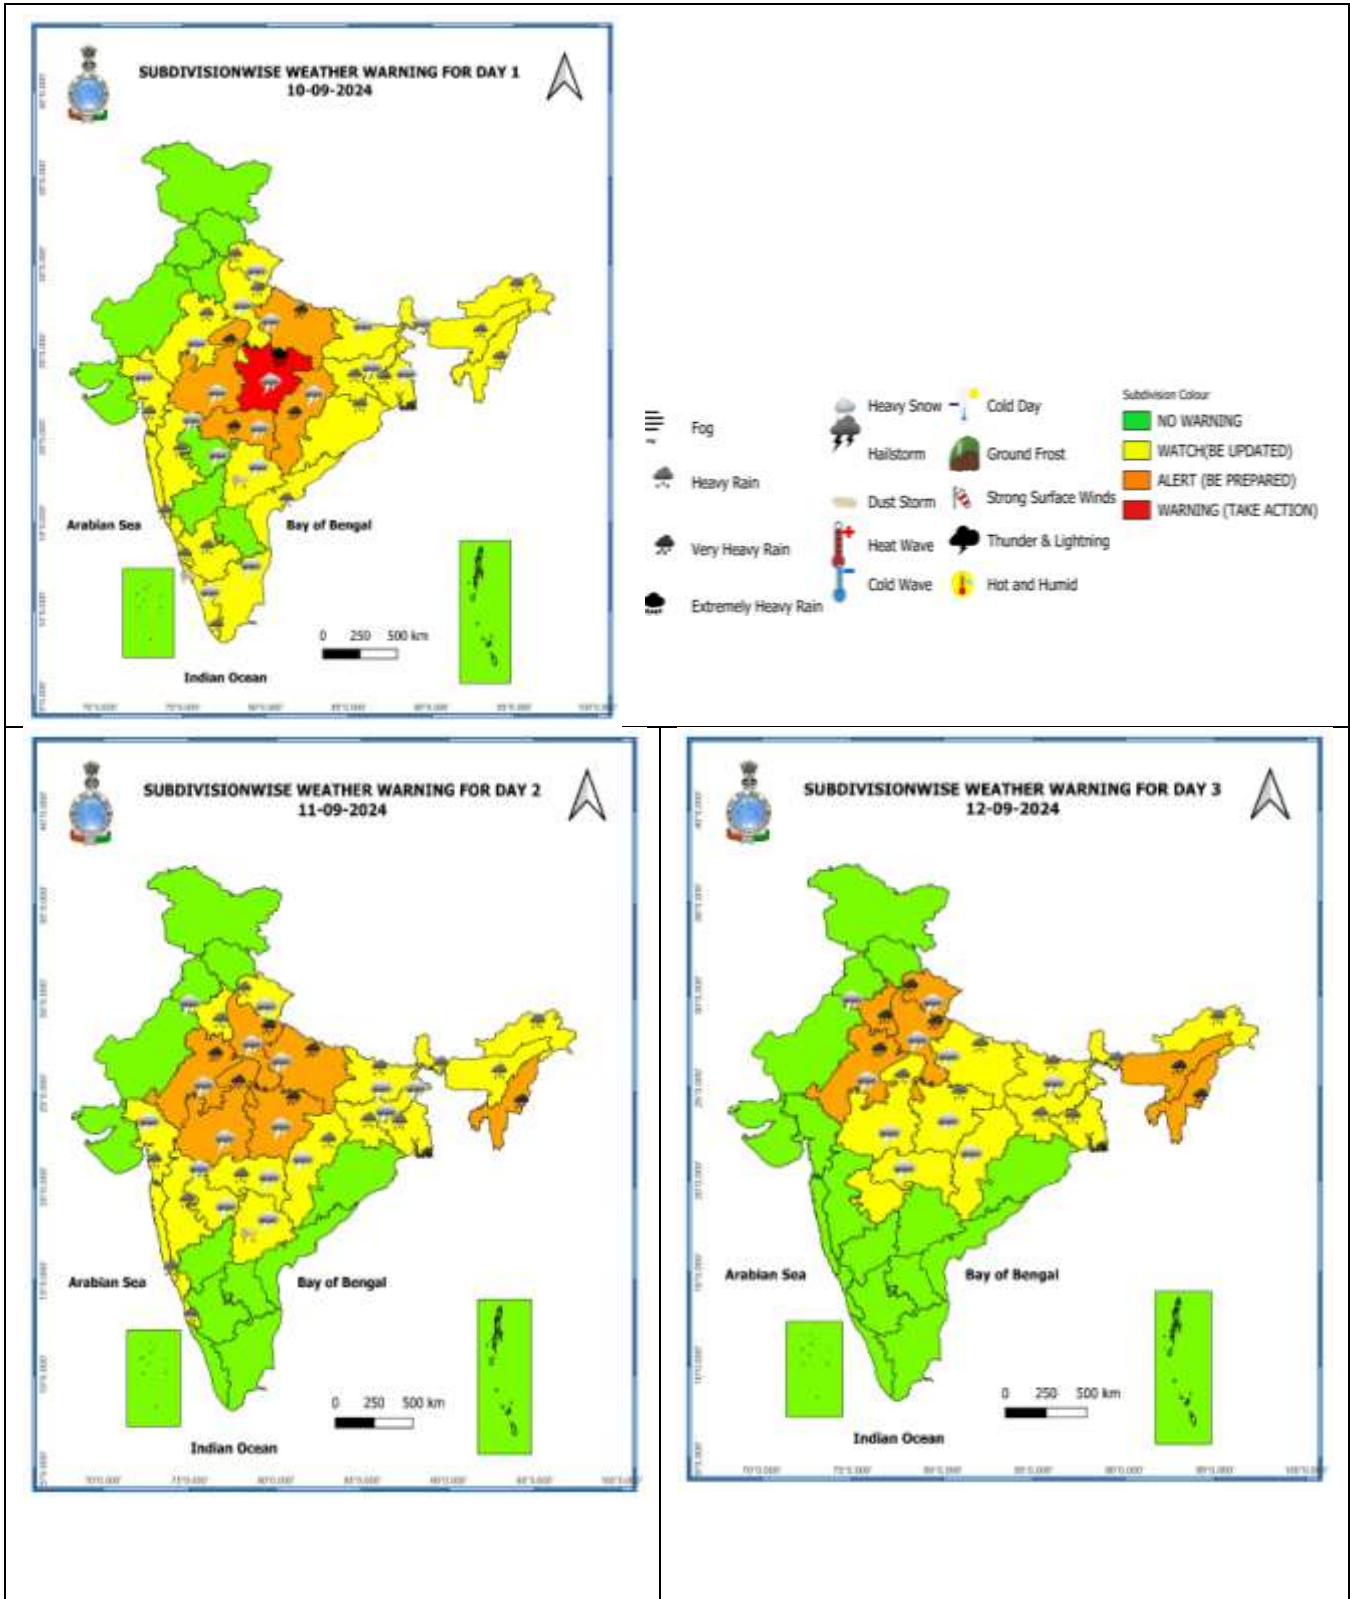 SUBDIVISIONWISE WEATHER WARNING FOR DAY 1
10-09-2024
Arabian Sea
Bay of Bengal
0 250 500 km
Indian Ocean
Fog
Heavy Rain
Very Heavy Rain
Extremely Heavy Rain
Heavy Snow
Hailstorm
Dust Storm
Heat Wave
Cold Wave
Cold Day
Ground Frost
Strong Surface Winds
Thunder & Lightning
Hot and Humid
Subdivision Colour
NO WARNING
WATCH(BE UPDATED)
ALERT (BE PREPARED)
WARNING (TAKE ACTION)
SUBDIVISIONWISE WEATHER WARNING FOR DAY 2
11-09-2024
Arabian Sea
Bay of Bengal
0 250 500 km
Indian Ocean
SUBDIVISIONWISE WEATHER WARNING FOR DAY 3
12-09-2024
Arabian Sea
Bay of Bengal
0 250 500 km
Indian Ocean